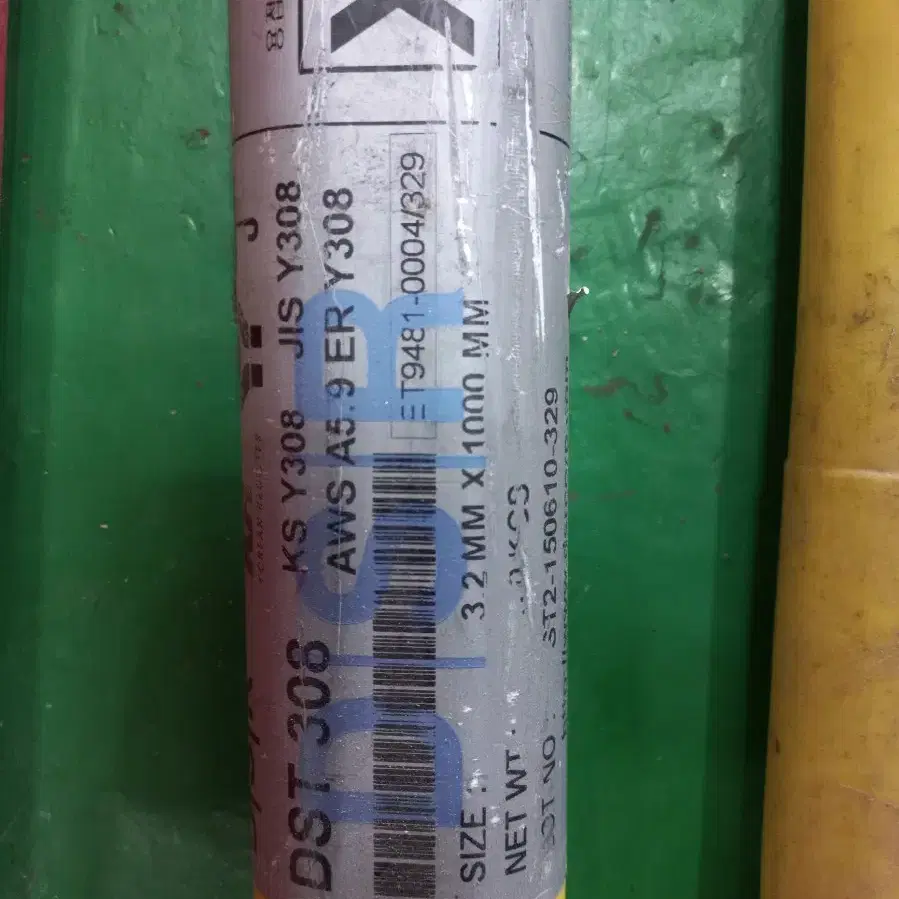 DISIR
DST 308
KS Y308 JIS Y308
AWS A5.9 ER Y308
ET9481-0004/329
SIZE : 3.2 MM X 1000 MM
NET WT :
LOT NO : ST2-150610-329